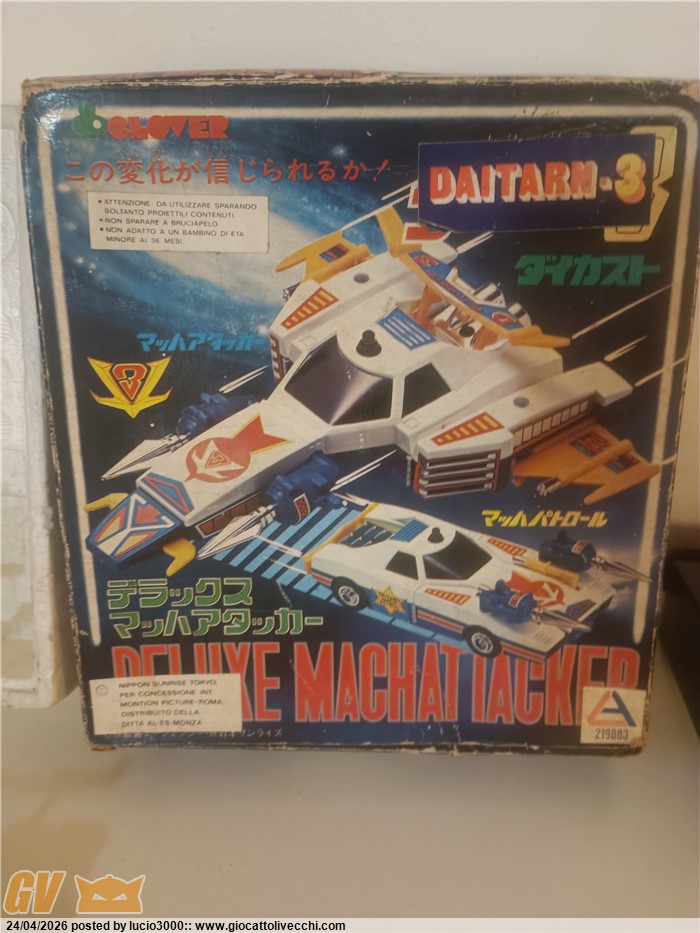 CLOVER
この変化が信じられるか!
DAITARN-3
• ATTENZIONE: DA UTILIZZARE SPARANDO
SOLTANTO PROIETTILI CONTENUTI
• NON SPARARE A BRUCIAPELO.
• NON ADATTO A UN BAMBINO DI ETA
MINORE AI 36 MESI
ダイカスト
マッハアタッカー
3
マッハパトロール
デラックス
マッハアタッカー
DELUXE MACHATTACKER
© NIPPON SUNRISE TOKYO.
PER CONCESSIONE INT.
MONTION PICTURE-ROMA.
DISTRIBUITO DELLA
DITTA AL-ES-MONZA
219003
GV
24/04/2026 posted by lucio3000:: www.giocattolivecchi.com